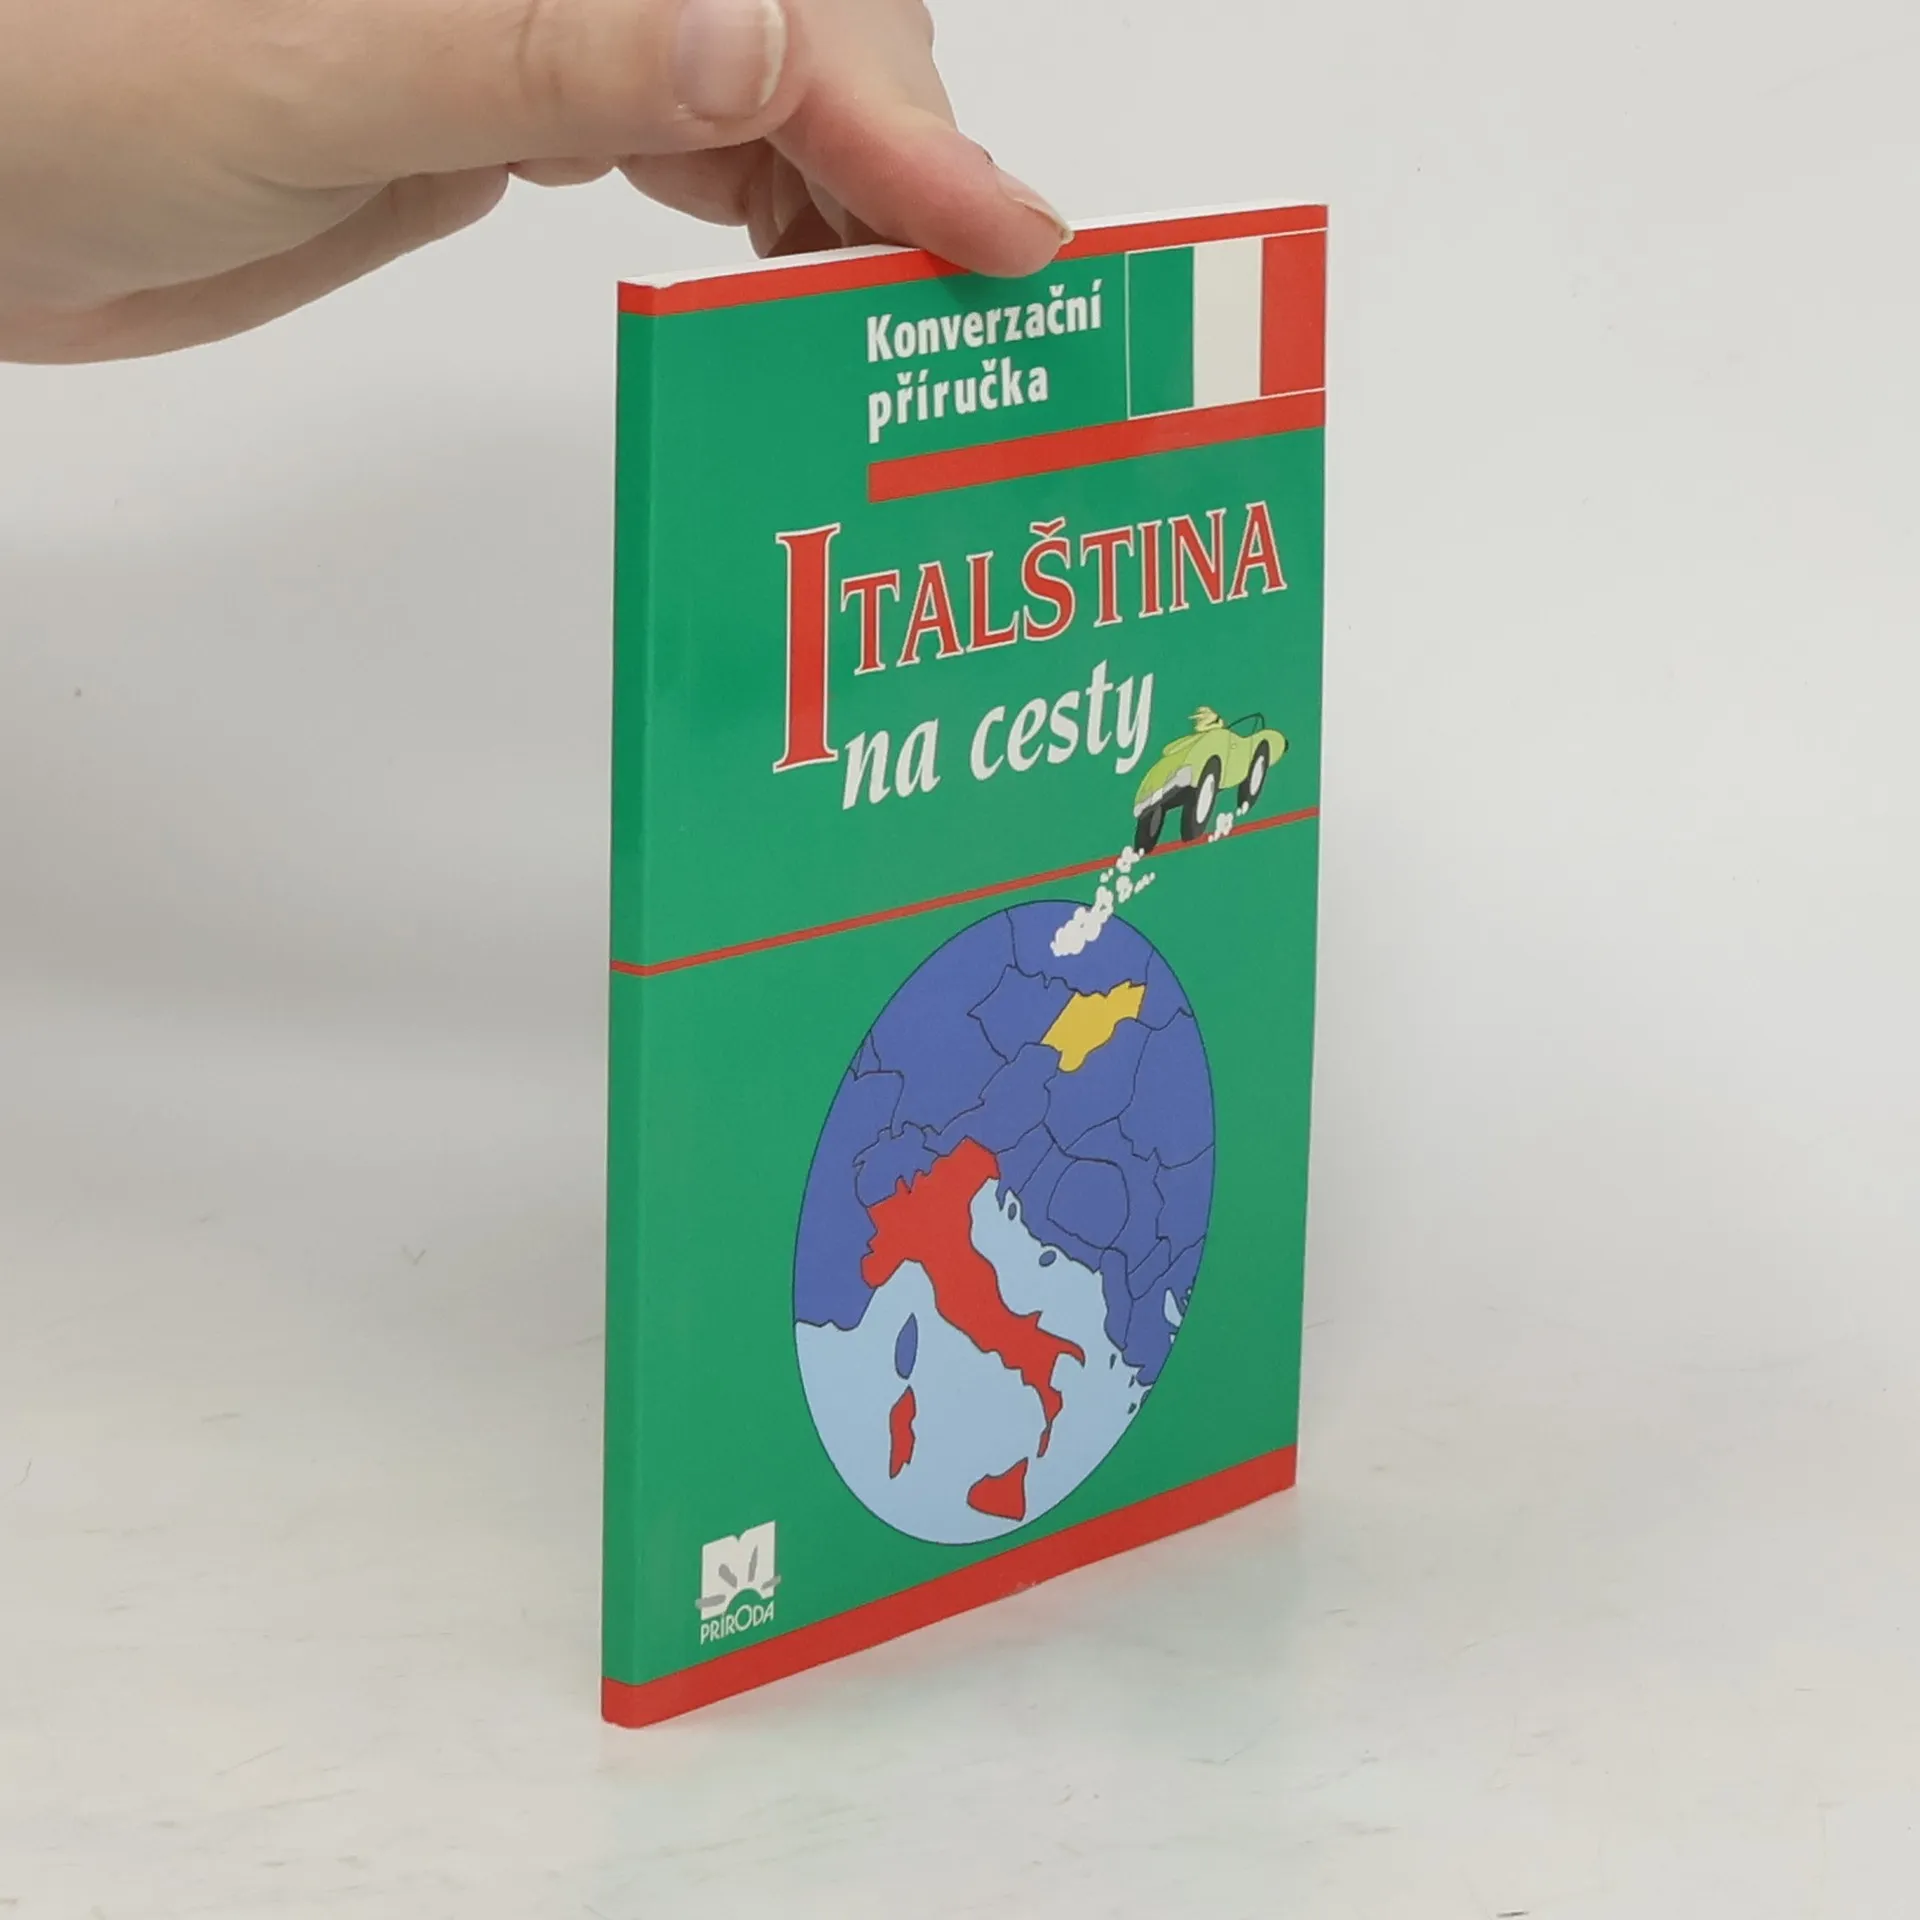 Konverzační
příručka
ITALŠTINA
na cesty
PRÍRODA